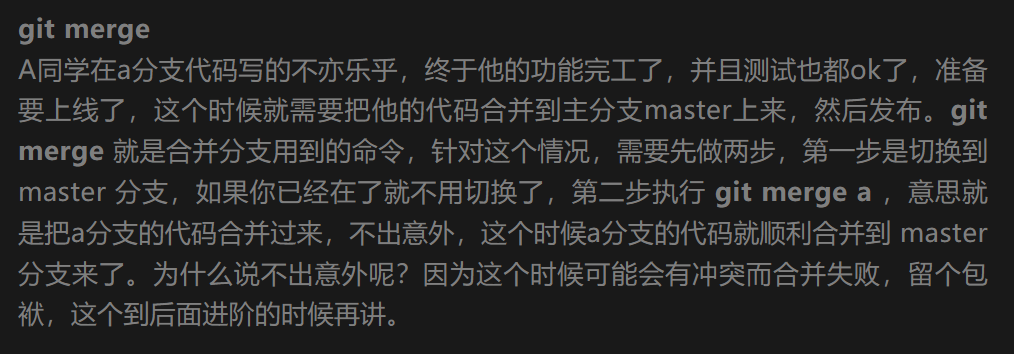 git merge
A同学在a分支代码写的不亦乐乎，终于他的功能完工了，并且测试也都ok了，准备
要上线了，这个时候就需要把他的代码合并到主分支master上来，然后发布。git
merge 就是合并分支用到的命令，针对这个情况，需要先做两步，第一步是切换到
master 分支，如果你已经在了就不用切换了，第二步执行 git merge a ，意思就
是把a分支的代码合并过来，不出意外，这个时候a分支的代码就顺利合并到 master
分支来了。为什么说不出意外呢？因为这个时候可能会有冲突而合并失败，留个包
袱，这个到后面进阶的时候再讲。